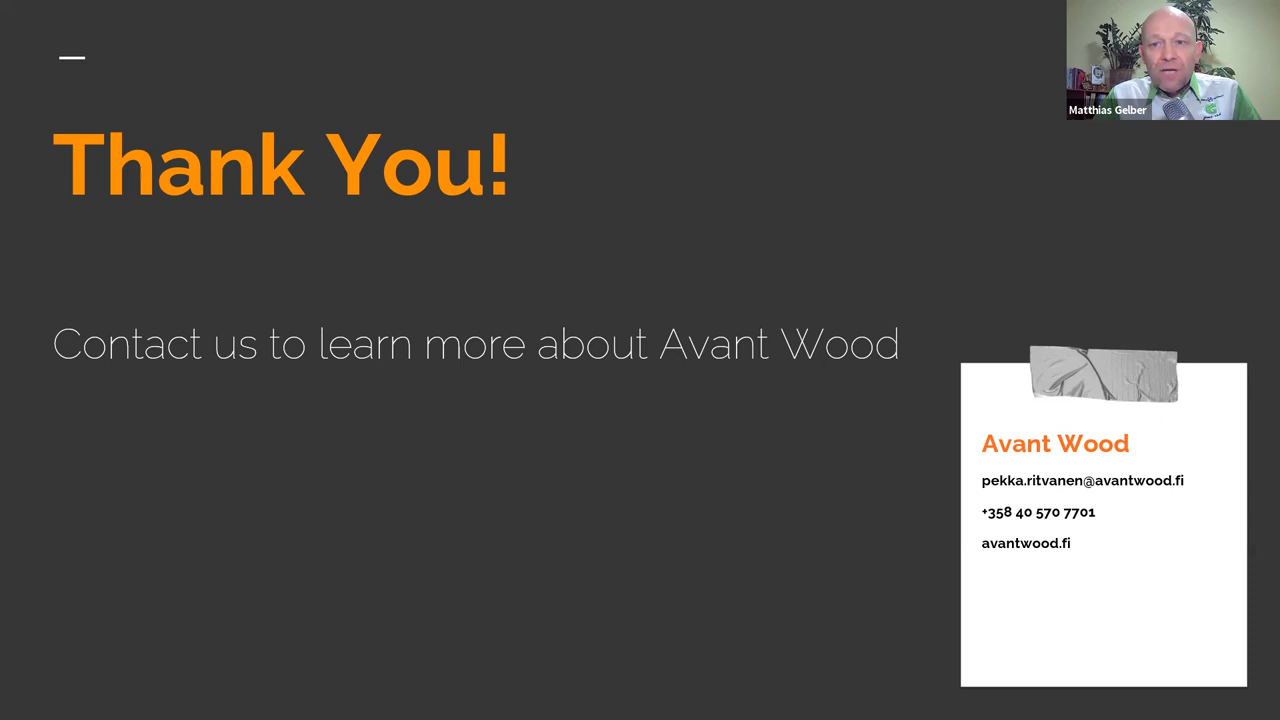 Matthias Gelber
Thank You!
Contact us to learn more about Avant Wood
Avant Wood
pekka.ritvanen@avantwood.fi
+358 40 570 7701
avantwood.fi